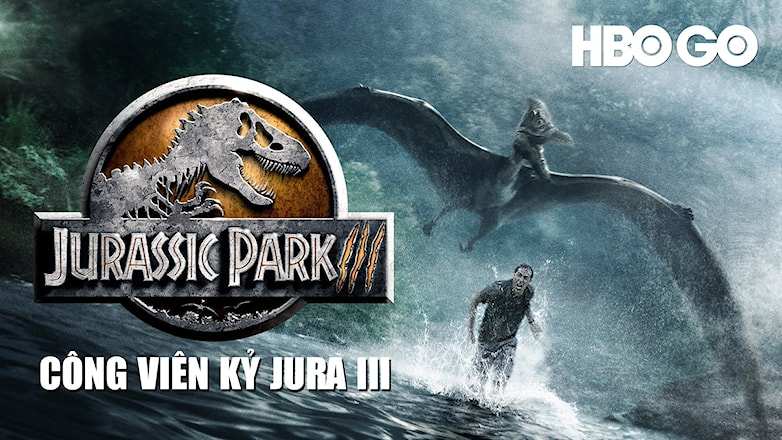 HBO GO
JURASSIC PARK III
CÔNG VIÊN KỶ JURA III